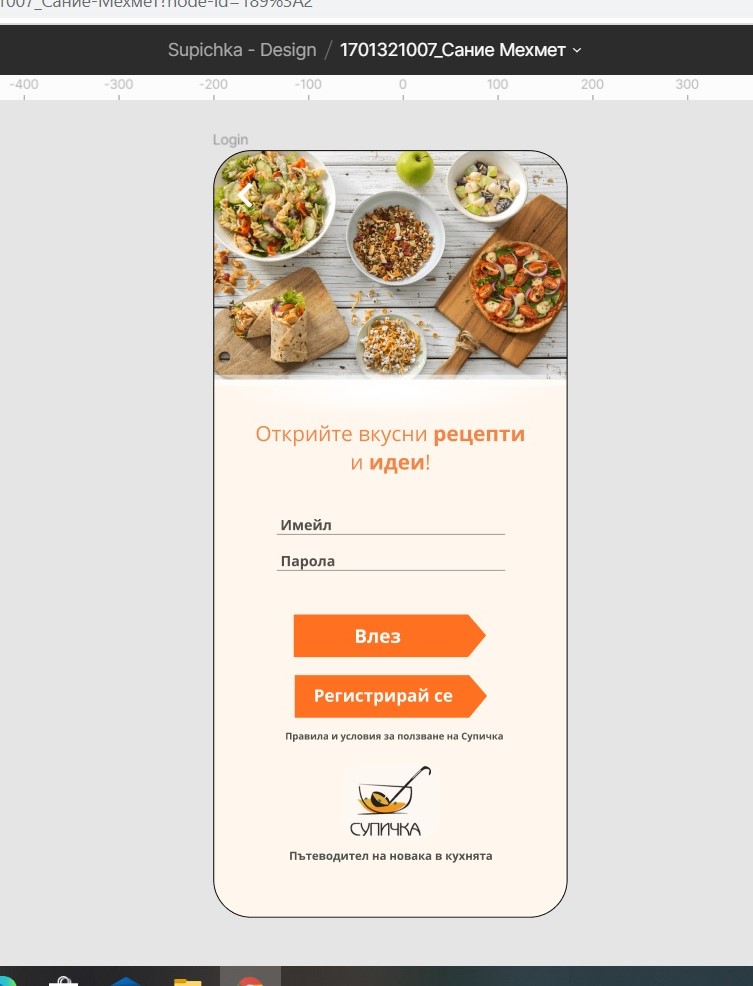 1007_Сание-Мехмет?node-id=189%3A2
Supichka - Design / 1701321007_Сание Мехмет
-400 -300 -200 -100 0 100 200 300
Login
Открийте вкусни рецепти
и идеи!
Имейл
Парола
Влез
Регистрирай се
Правила и условия за ползване на Супичка
СУПИЧКА
Пътеводител на новака в кухнята